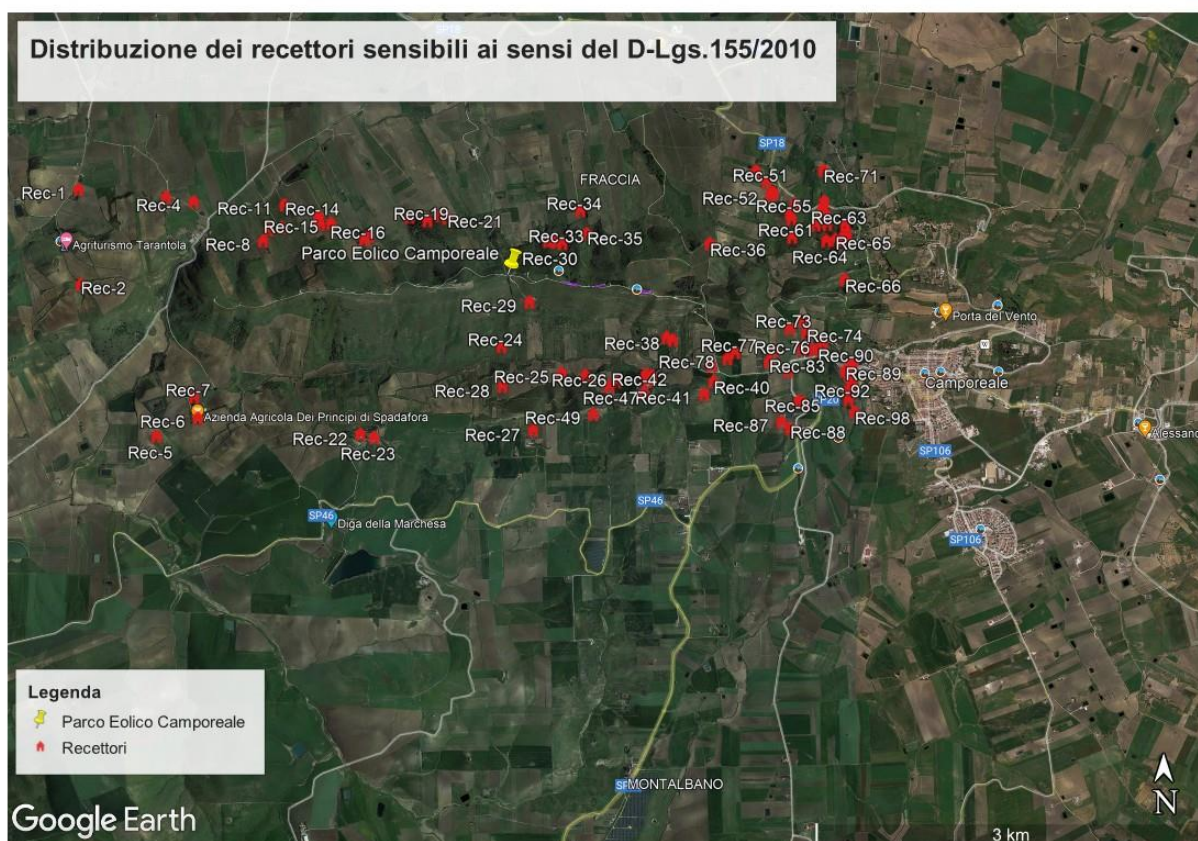 Distribuzione dei recettori sensibili ai sensi del D-Lgs.155/2010
SP18
FRACCIA
Rec-51
Rec-71
Rec-1
Rec-4
Rec-11
Rec-14
Rec-19
Rec-21
Rec-34
Rec-52
Rec-55
Rec-63
Rec-15
Rec-16
Rec-8
Rec-33
Rec-35
Rec-36
Rec-61
Rec-65
Rec-64
Agriturismo Tarantola
Parco Eolico Camporeale
Rec-30
Rec-2
Rec-66
Rec-29
Porta del Vento
Rec-73
Rec-74
Rec-24
Rec-38
Rec-77
Rec-76
Rec-90
Rec-78
Rec-83
Rec-89
Rec-25
Rec-26
Rec-42
Rec-28
Rec-40
Camporeale
Rec-7
Rec-47
Rec-41
Rec-92
Rec-85
Rec-6
Azienda Agricola Dei Principi di Spadafora
Rec-49
Rec-87
Rec-98
Rec-5
Rec-22
Rec-23
Rec-27
Rec-88
SP106
SP46
SP46
Diga della Marchesa
SP106
Legenda
Parco Eolico Camporeale
Recettori
MONTALBANO
Google Earth
N
3 km